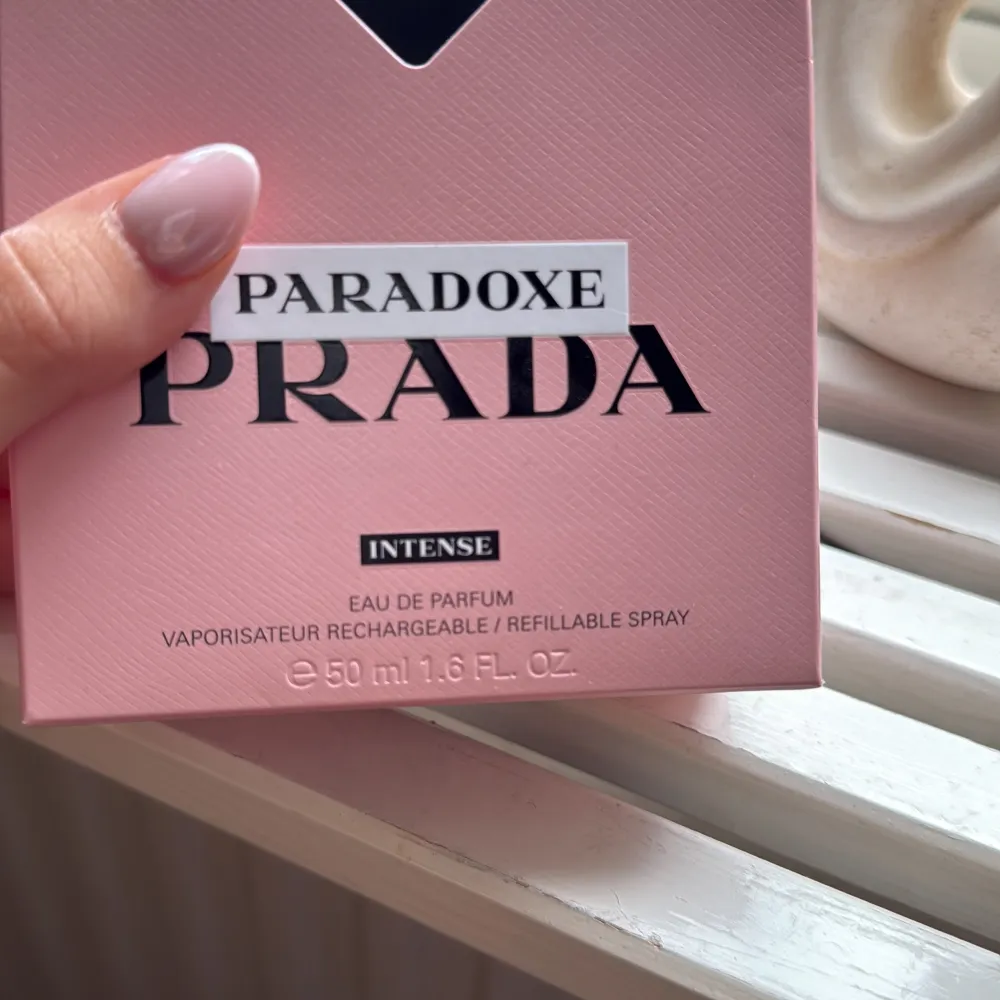 PARADOXE
PRADA
INTENSE
EAU DE PARFUM
VAPORISATEUR RECHARGEABLE / REFILLABLE SPRAY
℮ 50 ml 1.6 FL. OZ.